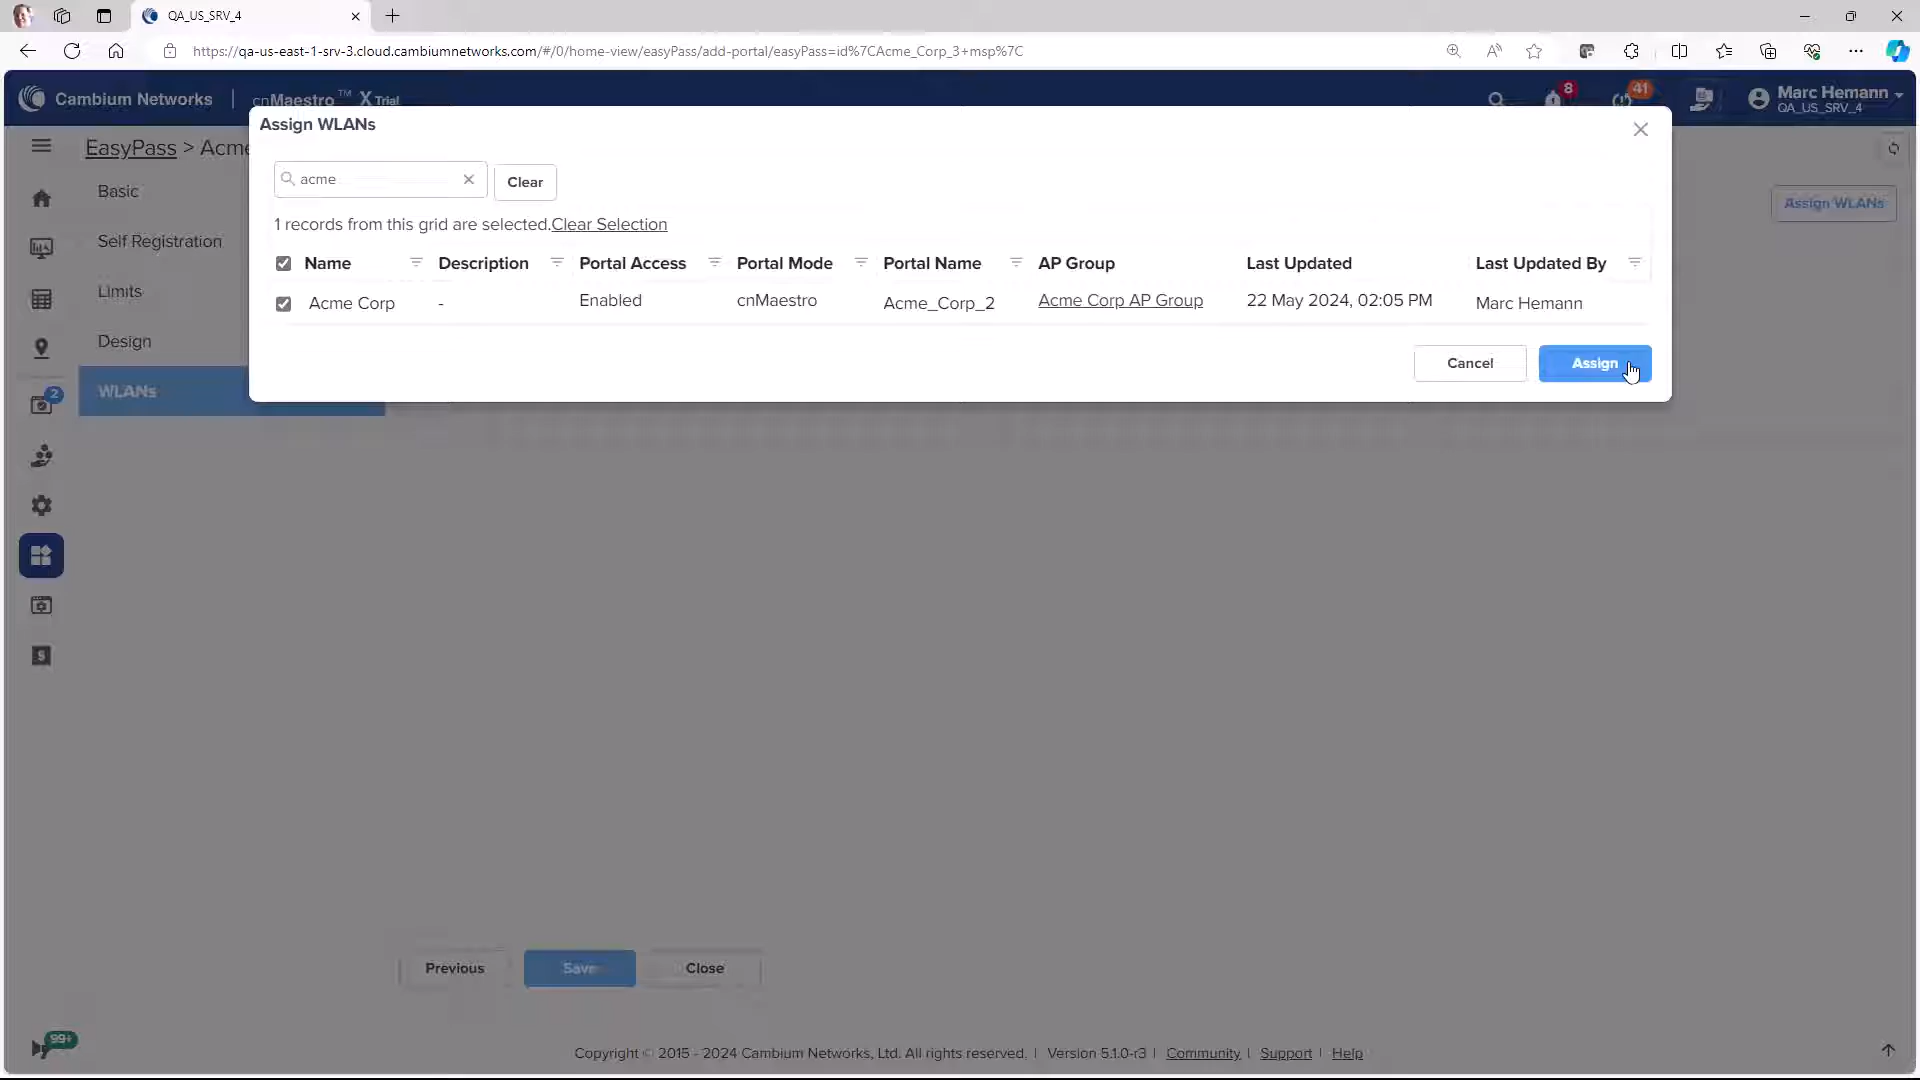 QA_US_SRV_4
https://qa-us-east-1-srv-3.cloud.cambiumnetworks.com/#/0/home-view/easyPass/add-portal/easyPass=id%7CAcme_Corp_3+msp%7C
Cambium Networks | cnMaestro™ X Trial
8
41
Marc Hemann
QA_US_SRV_4
EasyPass > Acme
Assign WLANs
acme
Clear
1 records from this grid are selected.Clear Selection
Name Description Portal Access Portal Mode Portal Name AP Group Last Updated Last Updated By
Acme Corp - Enabled cnMaestro Acme_Corp_2 Acme Corp AP Group 22 May 2024, 02:05 PM Marc Hemann
Cancel
Assign
Basic
Self Registration
Limits
Design
WLANs
Assign WLANs
2
Previous
Save
Close
99+
Copyright © 2015 - 2024 Cambium Networks, Ltd. All rights reserved. | Version 5.1.0-r3 | Community | Support | Help